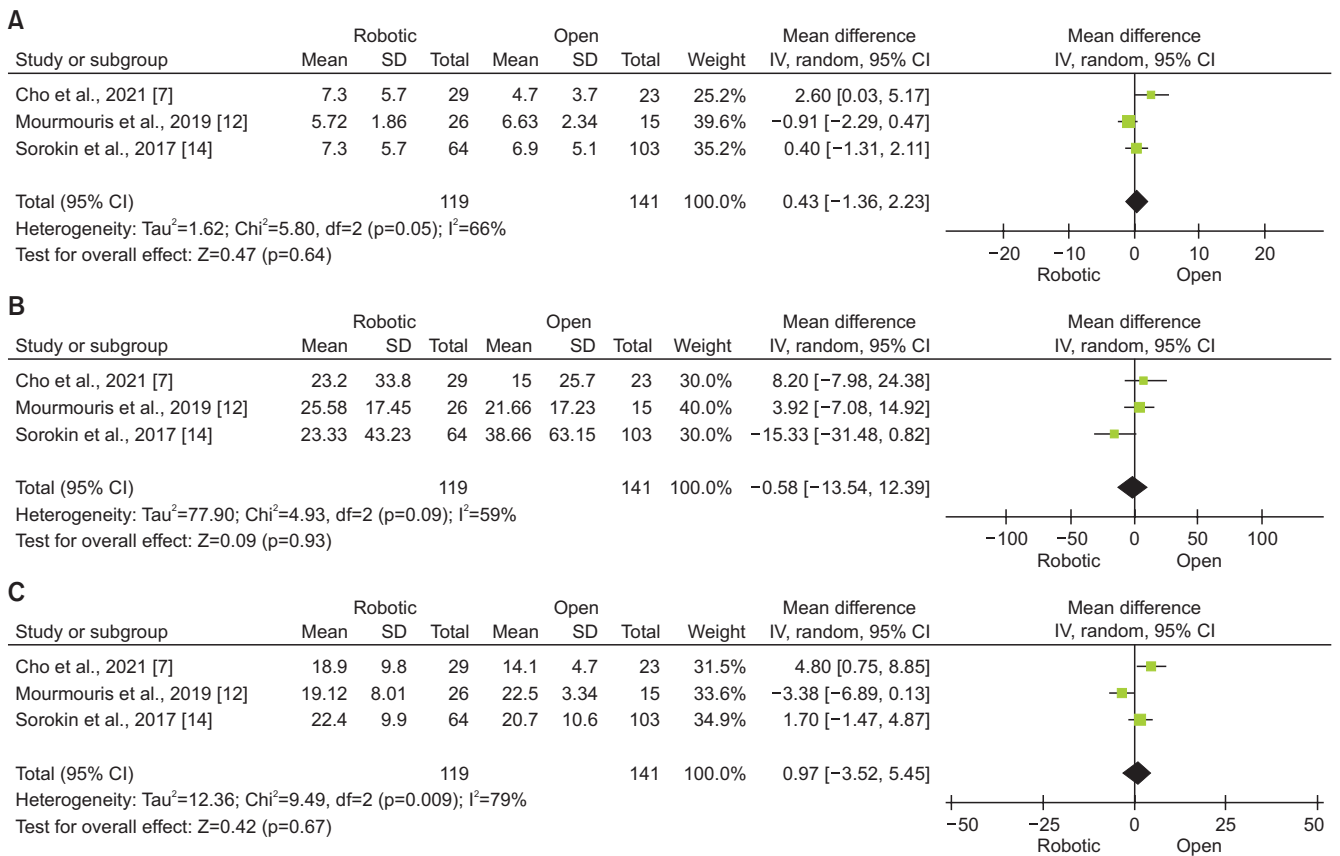 A
Robotic Open Mean difference Mean difference
Study or subgroup Mean SD Total Mean SD Total Weight IV, random, 95% CI IV, random, 95% CI
Cho et al., 2021 [7] 7.3 5.7 29 4.7 3.7 23 25.2% 2.60 [0.03, 5.17]
Mourmouris et al., 2019 [12] 5.72 1.86 26 6.63 2.34 15 39.6% −0.91 [−2.29, 0.47]
Sorokin et al., 2017 [14] 7.3 5.7 64 6.9 5.1 103 35.2% 0.40 [−1.31, 2.11]
Total (95% CI) 119 141 100.0% 0.43 [−1.36, 2.23]
Heterogeneity: Tau²=1.62; Chi²=5.80, df=2 (p=0.05); I²=66%
Test for overall effect: Z=0.47 (p=0.64)
−20 −10 0 10 20
Robotic Open
B
Robotic Open Mean difference Mean difference
Study or subgroup Mean SD Total Mean SD Total Weight IV, random, 95% CI IV, random, 95% CI
Cho et al., 2021 [7] 23.2 33.8 29 15 25.7 23 30.0% 8.20 [−7.98, 24.38]
Mourmouris et al., 2019 [12] 25.58 17.45 26 21.66 17.23 15 40.0% 3.92 [−7.08, 14.92]
Sorokin et al., 2017 [14] 23.33 43.23 64 38.66 63.15 103 30.0% −15.33 [−31.48, 0.82]
Total (95% CI) 119 141 100.0% −0.58 [−13.54, 12.39]
Heterogeneity: Tau²=77.90; Chi²=4.93, df=2 (p=0.09); I²=59%
Test for overall effect: Z=0.09 (p=0.93)
−100 −50 0 50 100
Robotic Open
C
Robotic Open Mean difference Mean difference
Study or subgroup Mean SD Total Mean SD Total Weight IV, random, 95% CI IV, random, 95% CI
Cho et al., 2021 [7] 18.9 9.8 29 14.1 4.7 23 31.5% 4.80 [0.75, 8.85]
Mourmouris et al., 2019 [12] 19.12 8.01 26 22.5 3.34 15 33.6% −3.38 [−6.89, 0.13]
Sorokin et al., 2017 [14] 22.4 9.9 64 20.7 10.6 103 34.9% 1.70 [−1.47, 4.87]
Total (95% CI) 119 141 100.0% 0.97 [−3.52, 5.45]
Heterogeneity: Tau²=12.36; Chi²=9.49, df=2 (p=0.009); I²=79%
Test for overall effect: Z=0.42 (p=0.67)
−50 −25 0 25 50
Robotic Open